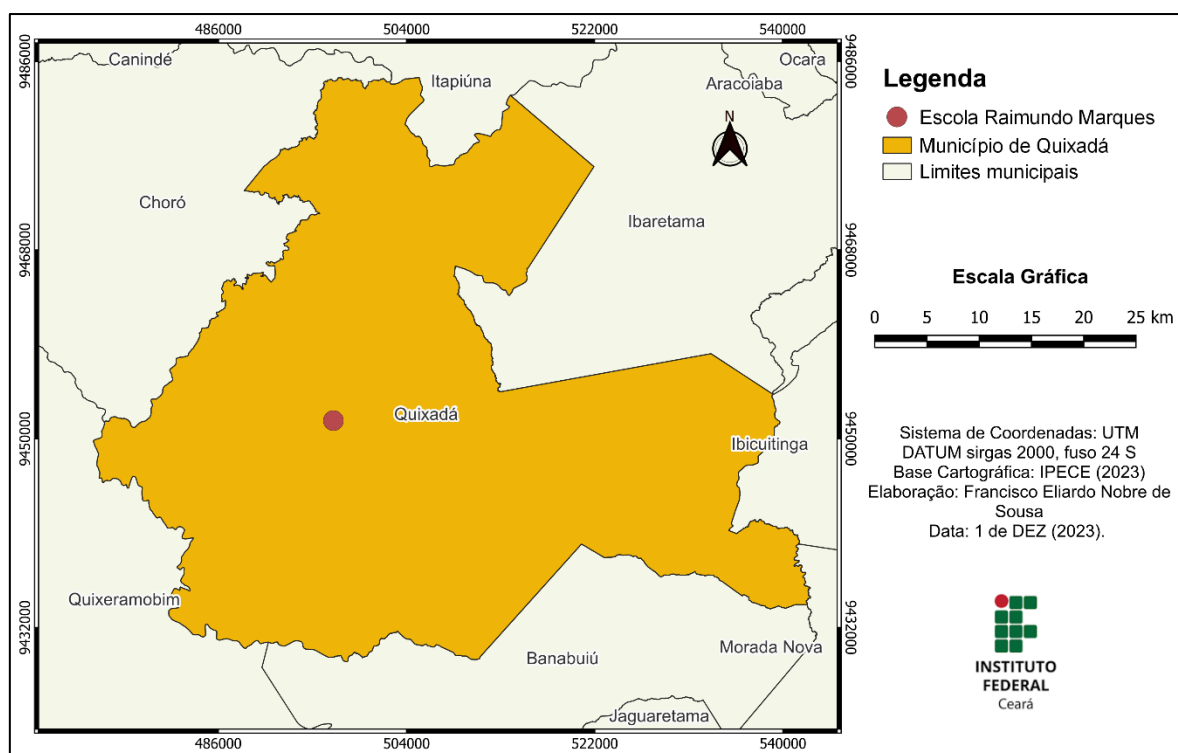 486000
504000
522000
540000
9486000
9486000
Canindé
Itapiúna
Ocara
Aracoiaba
N
Choró
Ibaretama
9468000
9468000
Quixadá
Ibicuitinga
9450000
9450000
Quixeramobim
Banabuiú
Morada Nova
9432000
9432000
Jaguaretama
486000
504000
522000
540000
Legenda
Escola Raimundo Marques
Município de Quixadá
Limites municipais
Escala Gráfica
0 5 10 15 20 25 km
Sistema de Coordenadas: UTM
DATUM sirgas 2000, fuso 24 S
Base Cartográfica: IPECE (2023)
Elaboração: Francisco Eliardo Nobre de
Sousa
Data: 1 de DEZ (2023).
INSTITUTO
FEDERAL
Ceará